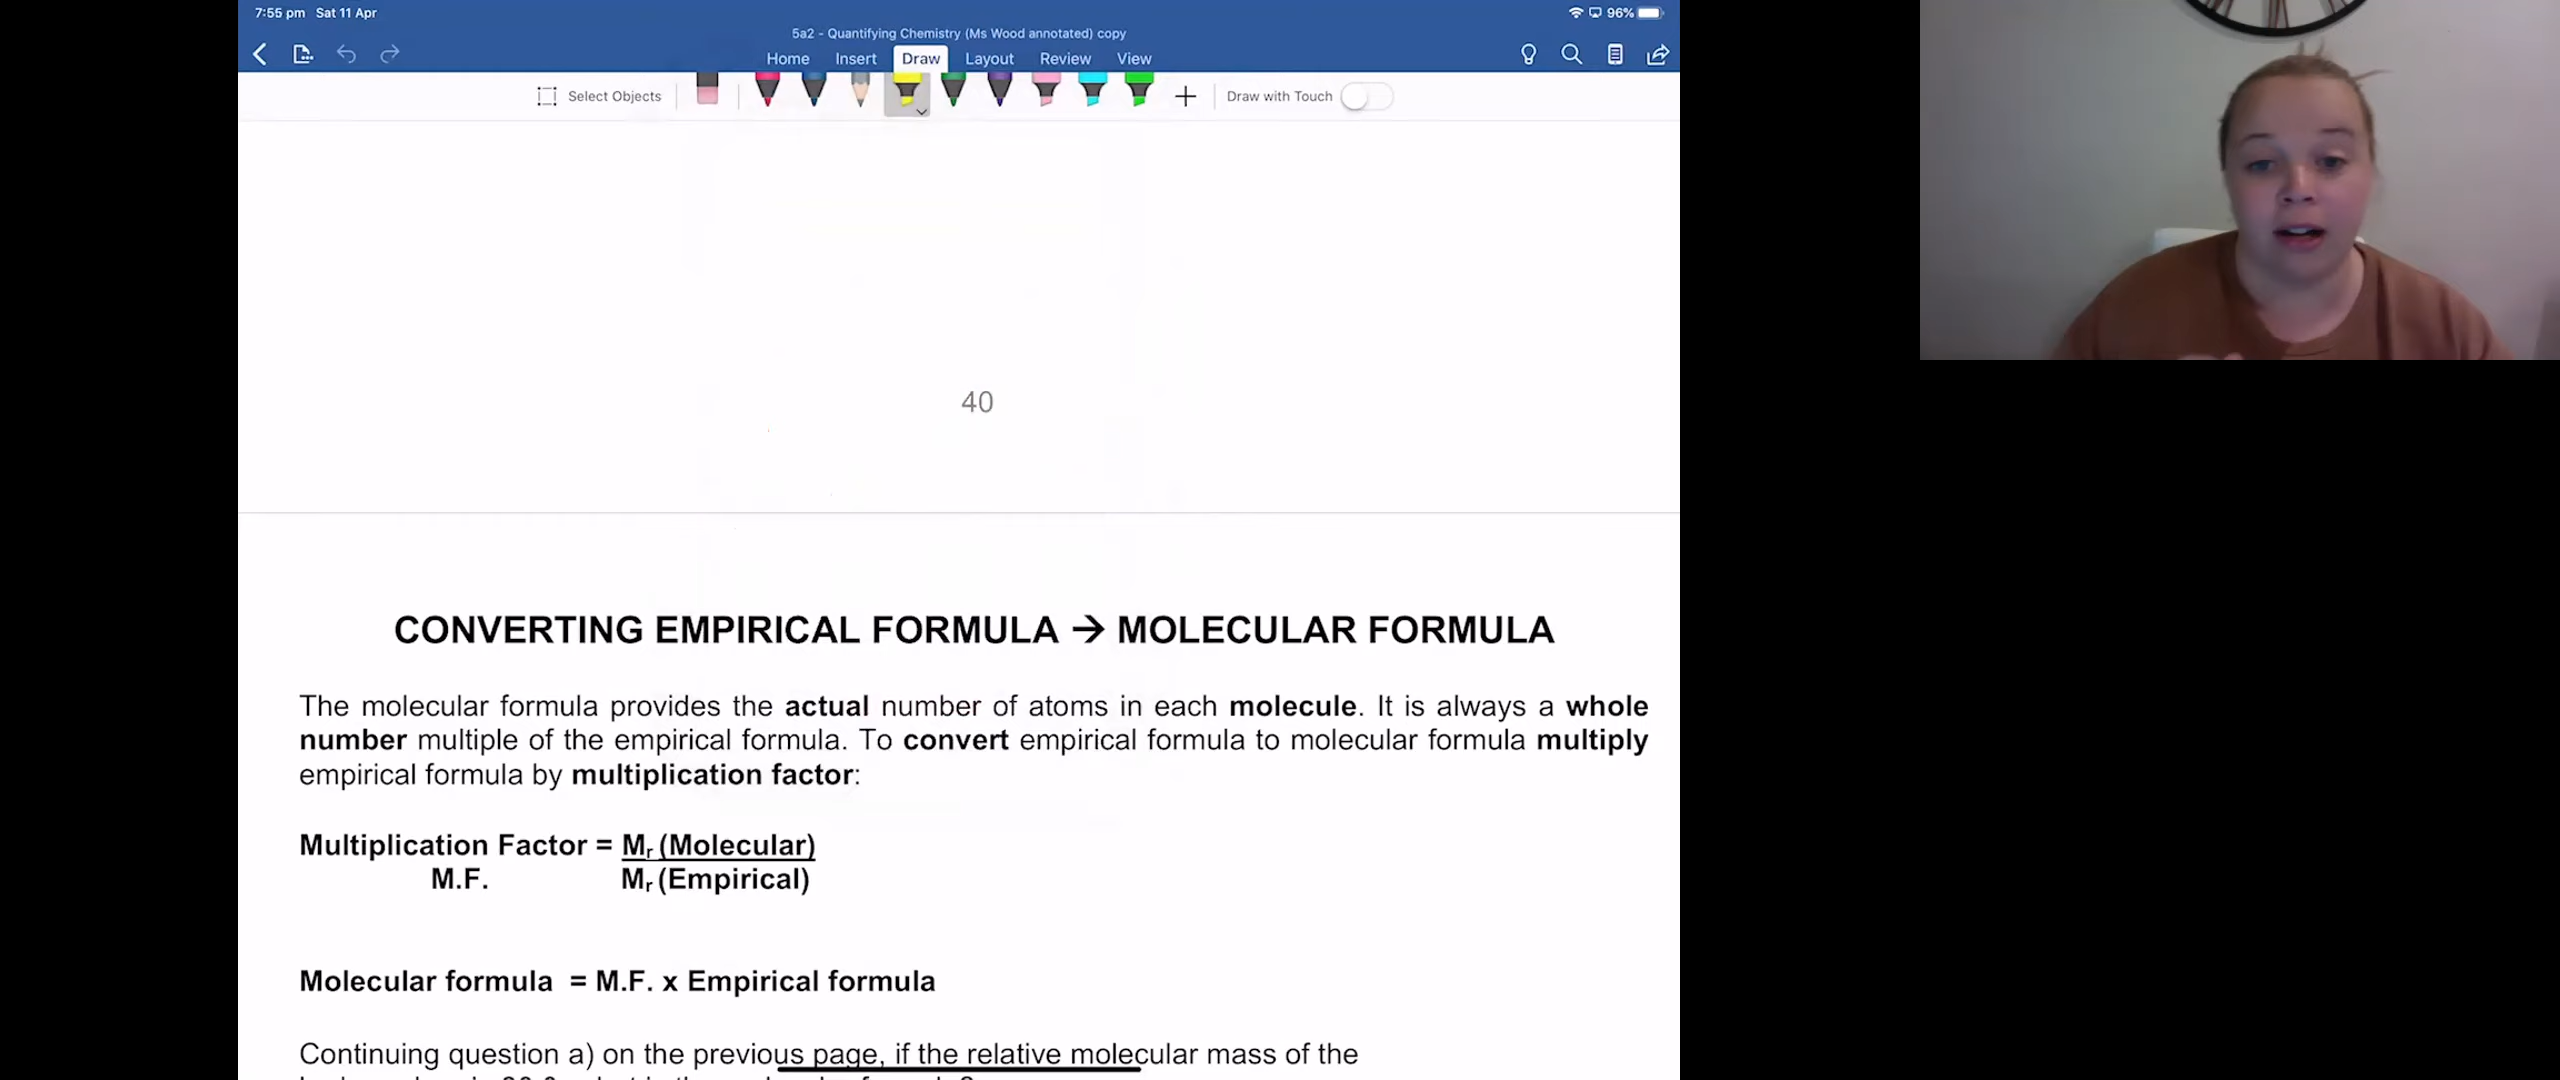 7:55 pm Sat 11 Apr
96%
5a2 - Quantifying Chemistry (Ms Wood annotated) copy
Home Insert Draw Layout Review View
Select Objects
Draw with Touch
40
CONVERTING EMPIRICAL FORMULA → MOLECULAR FORMULA
The molecular formula provides the actual number of atoms in each molecule. It is always a whole
number multiple of the empirical formula. To convert empirical formula to molecular formula multiply
empirical formula by multiplication factor:
Multiplication Factor = Mr (Molecular)
M.F. Mr (Empirical)
Molecular formula = M.F. x Empirical formula
Continuing question a) on the previous page, if the relative molecular mass of the